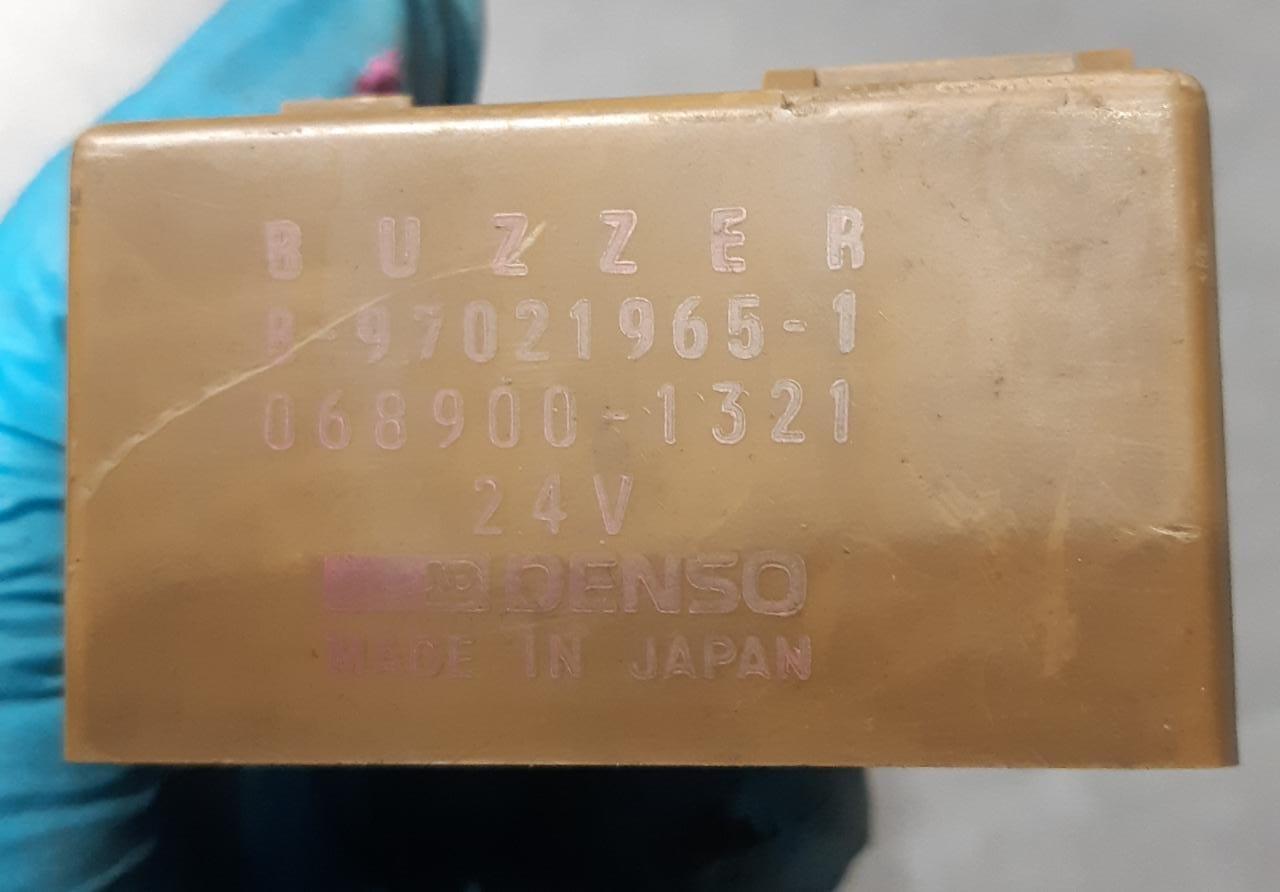 BUZZER
8-97021965-1
068900-1321
24V
DENSO
MADE IN JAPAN